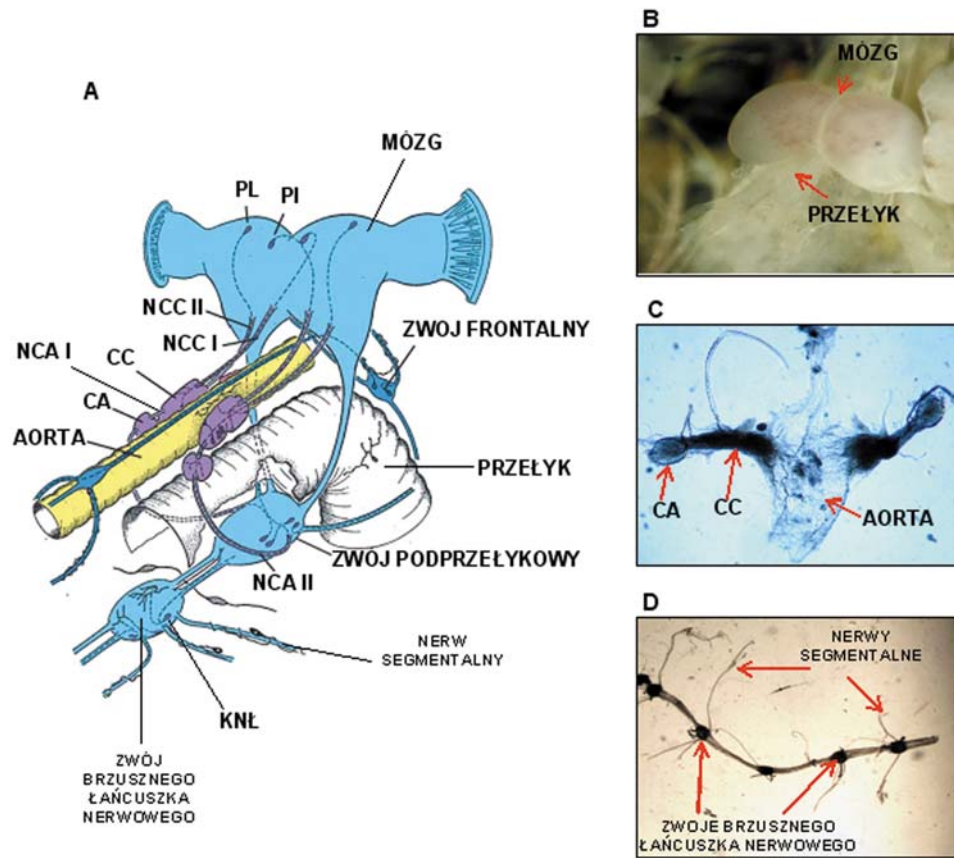 A
MÓZG
PL
PI
NCC II
NCC I
ZWÓJ FRONTALNY
NCA I
CC
CA
AORTA
PRZEŁYK
ZWÓJ PODPRZEŁYKOWY
NCA II
NERW
SEGMENTALNY
KNŁ
ZWÓJ
BRZUSZNEGO
ŁAŃCUSZKA
NERWOWEGO
B
MÓZG
PRZEŁYK
C
CA
CC
AORTA
D
NERWY
SEGMENTALNE
ZWOJE BRZUSZNEGO
ŁAŃCUSZKA NERWOWEGO